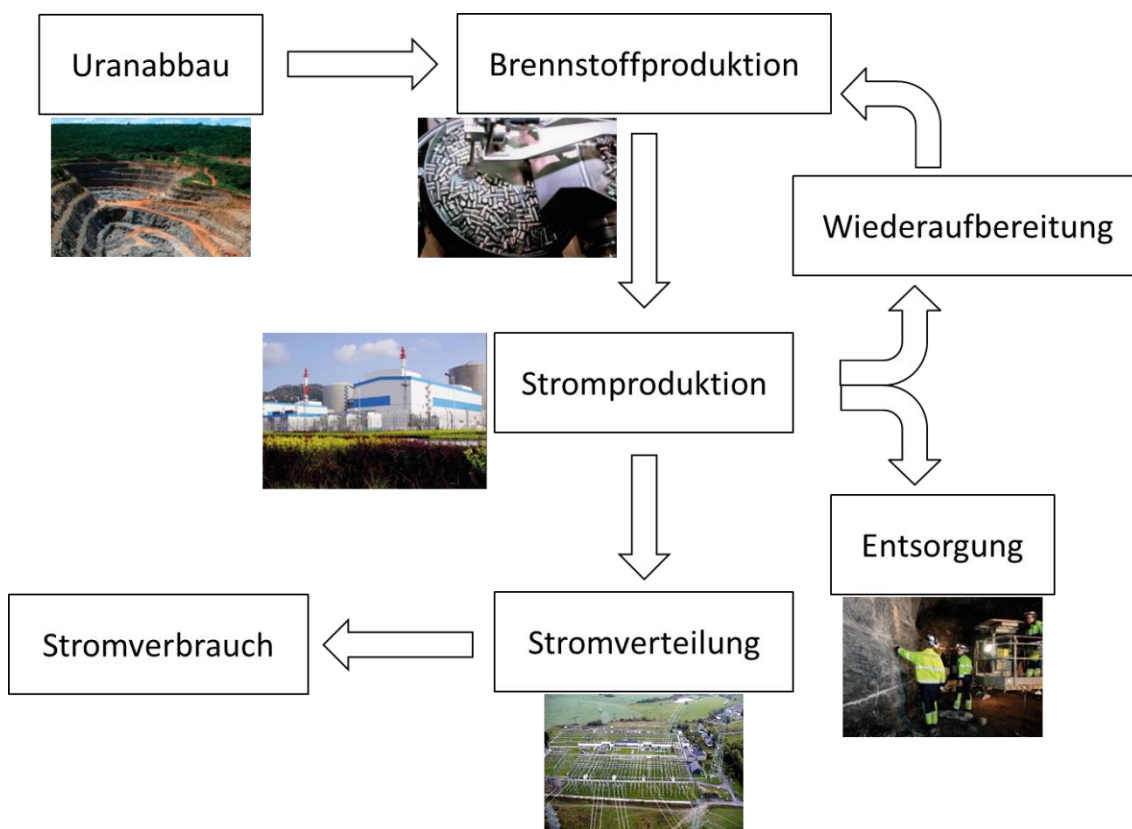 Uranabbau
Brennstoffproduktion
Wiederaufbereitung
Stromproduktion
Entsorgung
Stromverbrauch
Stromverteilung